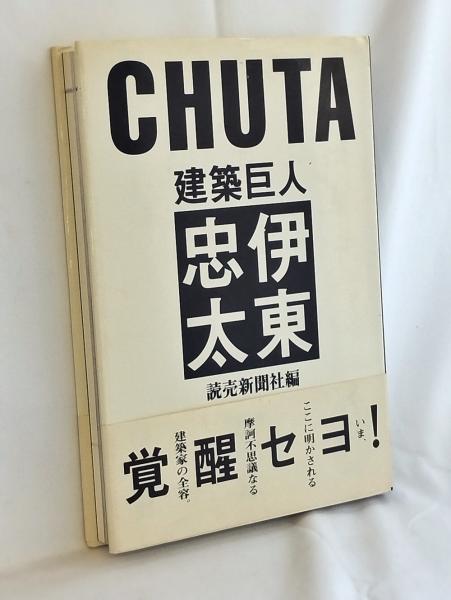 CHUTA
建築巨人
伊東
忠太
読売新聞社編
覚醒セヨ!
いま、
ここに明かされる
摩訶不思議なる
建築家の全容。